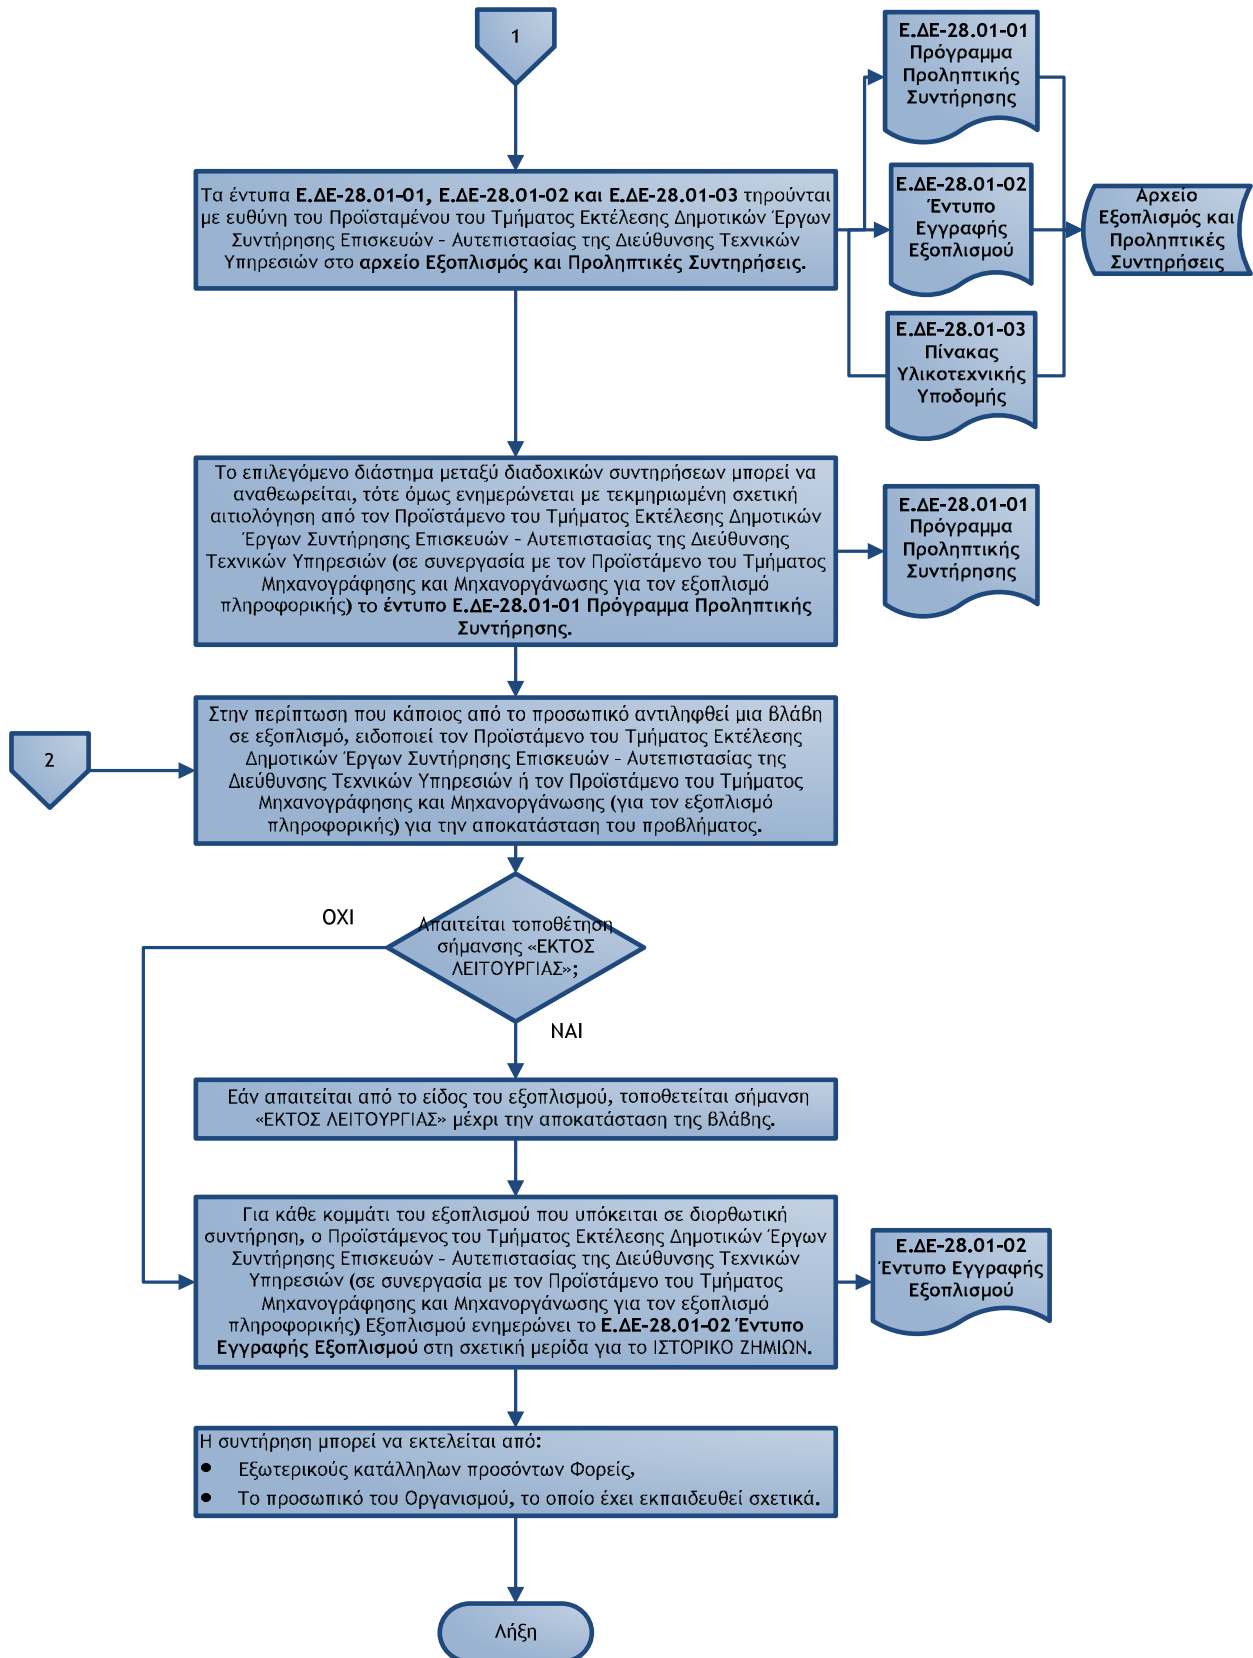 1
Ε.ΔΕ-28.01-01
Πρόγραμμα
Προληπτικής
Συντήρησης
Τα έντυπα Ε.ΔΕ-28.01-01, Ε.ΔΕ-28.01-02 και Ε.ΔΕ-28.01-03 τηρούνται
με ευθύνη του Προϊσταμένου του Τμήματος Εκτέλεσης Δημοτικών Έργων
Συντήρησης Επισκευών - Αυτεπιστασίας της Διεύθυνσης Τεχνικών
Υπηρεσιών στο αρχείο Εξοπλισμός και Προληπτικές Συντηρήσεις.
Ε.ΔΕ-28.01-02
Έντυπο
Εγγραφής
Εξοπλισμού
Αρχείο
Εξοπλισμός και
Προληπτικές
Συντηρήσεις
Ε.ΔΕ-28.01-03
Πίνακας
Υλικοτεχνικής
Υποδομής
Το επιλεγόμενο διάστημα μεταξύ διαδοχικών συντηρήσεων μπορεί να
αναθεωρείται, τότε όμως ενημερώνεται με τεκμηριωμένη σχετική
αιτιολόγηση από τον Προϊστάμενο του Τμήματος Εκτέλεσης Δημοτικών
Έργων Συντήρησης Επισκευών - Αυτεπιστασίας της Διεύθυνσης
Τεχνικών Υπηρεσιών (σε συνεργασία με τον Προϊστάμενο του Τμήματος
Μηχανογράφησης και Μηχανοργάνωσης για τον εξοπλισμό
πληροφορικής) το έντυπο Ε.ΔΕ-28.01-01 Πρόγραμμα Προληπτικής
Συντήρησης.
Ε.ΔΕ-28.01-01
Πρόγραμμα
Προληπτικής
Συντήρησης
2
Στην περίπτωση που κάποιος από το προσωπικό αντιληφθεί μια βλάβη
σε εξοπλισμό, ειδοποιεί τον Προϊστάμενο του Τμήματος Εκτέλεσης
Δημοτικών Έργων Συντήρησης Επισκευών - Αυτεπιστασίας της
Διεύθυνσης Τεχνικών Υπηρεσιών ή τον Προϊστάμενο του Τμήματος
Μηχανογράφησης και Μηχανοργάνωσης (για τον εξοπλισμό
πληροφορικής) για την αποκατάσταση του προβλήματος.
ΟΧΙ
Απαιτείται τοποθέτηση
σήμανσης «ΕΚΤΟΣ
ΛΕΙΤΟΥΡΓΙΑΣ»;
ΝΑΙ
Εάν απαιτείται από το είδος του εξοπλισμού, τοποθετείται σήμανση
«ΕΚΤΟΣ ΛΕΙΤΟΥΡΓΙΑΣ» μέχρι την αποκατάσταση της βλάβης.
Για κάθε κομμάτι του εξοπλισμού που υπόκειται σε διορθωτική
συντήρηση, ο Προϊστάμενος του Τμήματος Εκτέλεσης Δημοτικών Έργων
Συντήρησης Επισκευών - Αυτεπιστασίας της Διεύθυνσης Τεχνικών
Υπηρεσιών (σε συνεργασία με τον Προϊστάμενο του Τμήματος
Μηχανογράφησης και Μηχανοργάνωσης για τον εξοπλισμό
πληροφορικής) Εξοπλισμού ενημερώνει το Ε.ΔΕ-28.01-02 Έντυπο
Εγγραφής Εξοπλισμού στη σχετική μερίδα για το ΙΣΤΟΡΙΚΟ ΖΗΜΙΩΝ.
Ε.ΔΕ-28.01-02
Έντυπο Εγγραφής
Εξοπλισμού
Η συντήρηση μπορεί να εκτελείται από:
● Εξωτερικούς κατάλληλων προσόντων Φορείς,
● Το προσωπικό του Οργανισμού, το οποίο έχει εκπαιδευθεί σχετικά.
Λήξη